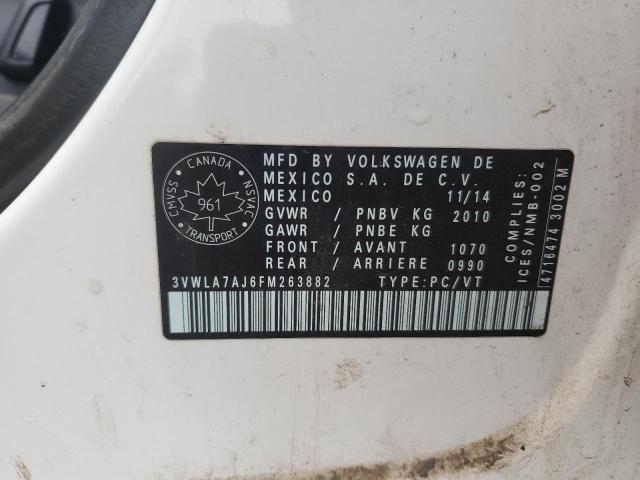 CANADA
CMVSS
NSVAC
961
TRANSPORT
MFD BY VOLKSWAGEN DE
MEXICO S.A. DE C.V.
MEXICO 11/14
GVWR / PNBV KG 2010
GAWR / PNBE KG
FRONT / AVANT 1070
REAR / ARRIERE 0990
3VWLA7AJ6FM263882 TYPE:PC/VT
COMPLIES:
ICES/NMB-002
4716474 3002 M